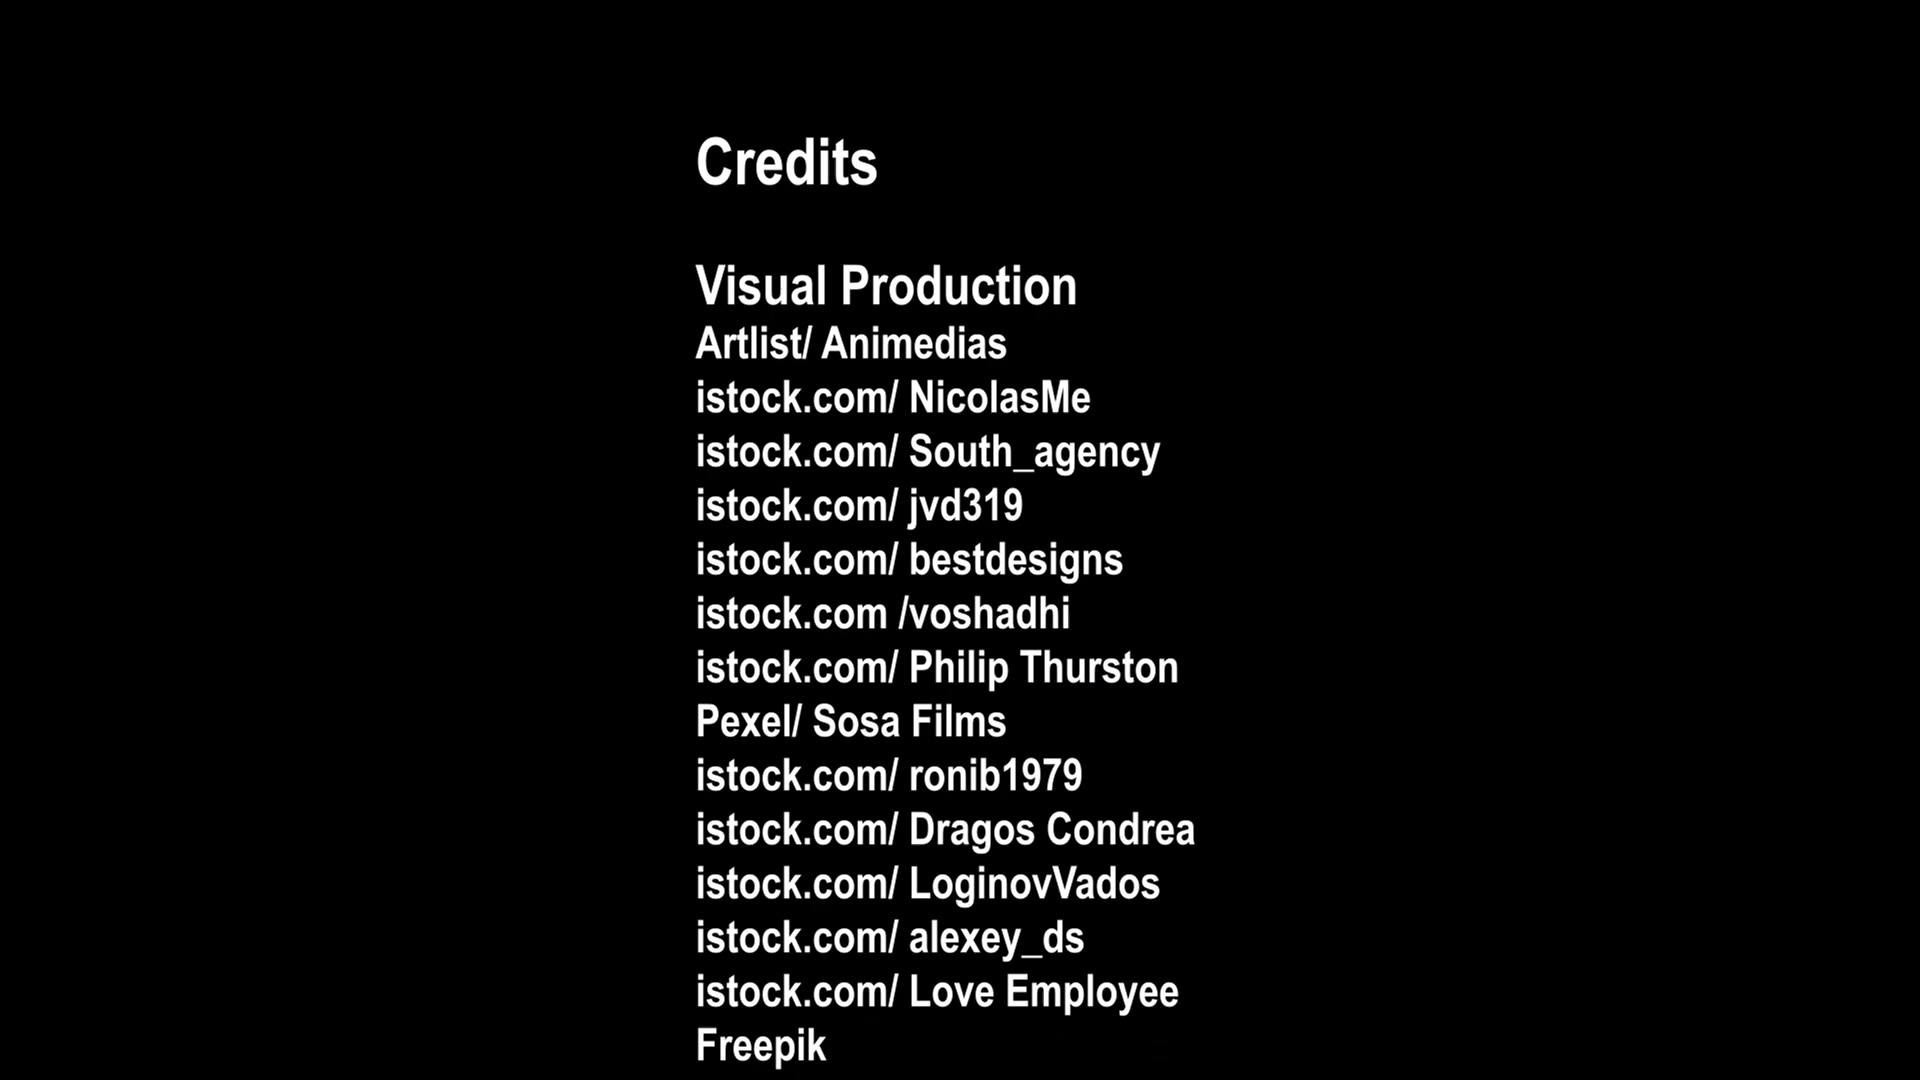 Credits
Visual Production
Artlist/ Animedias
istock.com/ NicolasMe
istock.com/ South_agency
istock.com/ jvd319
istock.com/ bestdesigns
istock.com /voshadhi
istock.com/ Philip Thurston
Pexel/ Sosa Films
istock.com/ ronib1979
istock.com/ Dragos Condrea
istock.com/ LoginovVados
istock.com/ alexey_ds
istock.com/ Love Employee
Freepik